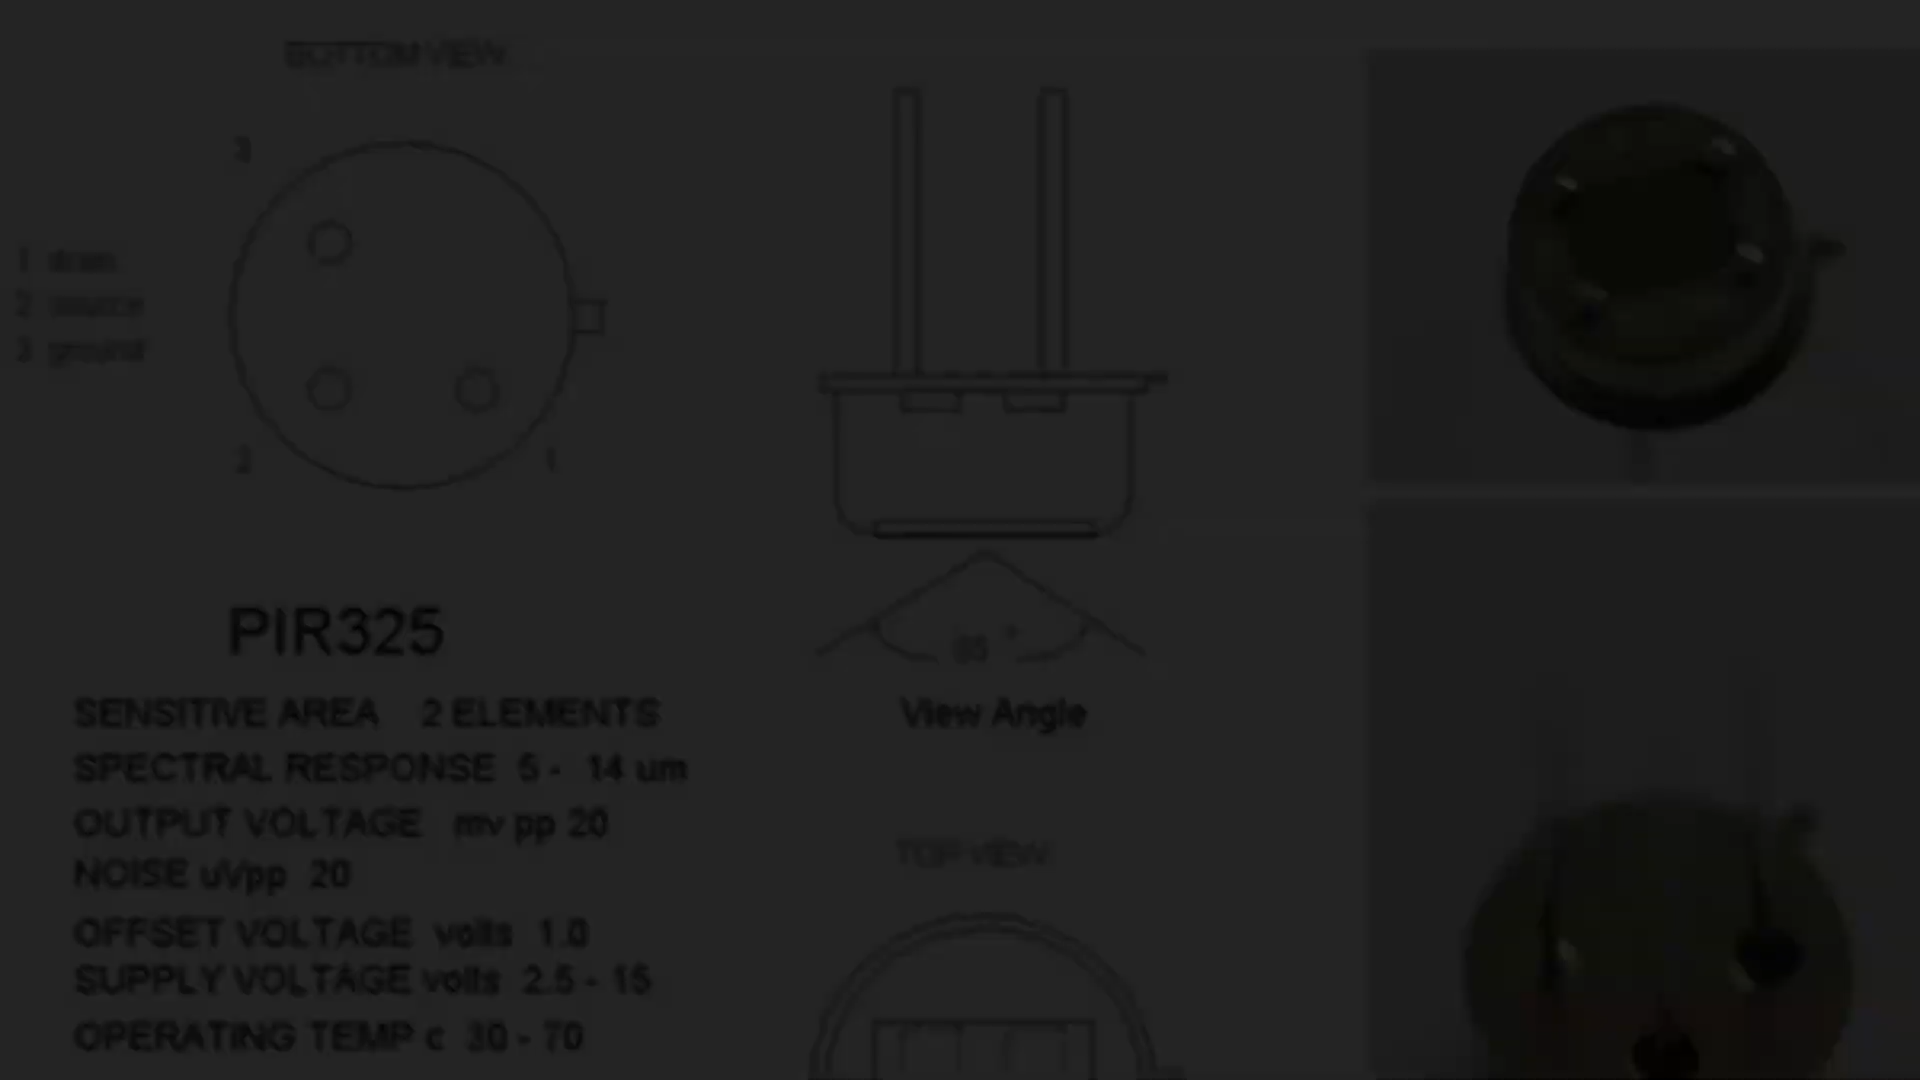 BOTTOM VIEW
3
1 drain
2 source
3 ground
2
1
PIR325
SENSITIVE AREA 2 ELEMENTS
SPECTRAL RESPONSE 5 - 14 um
OUTPUT VOLTAGE mv pp 20
NOISE uVpp 20
OFFSET VOLTAGE volts 1.0
SUPPLY VOLTAGE volts 2.5 - 15
OPERATING TEMP c 30 - 70
View Angle
TOP VIEW